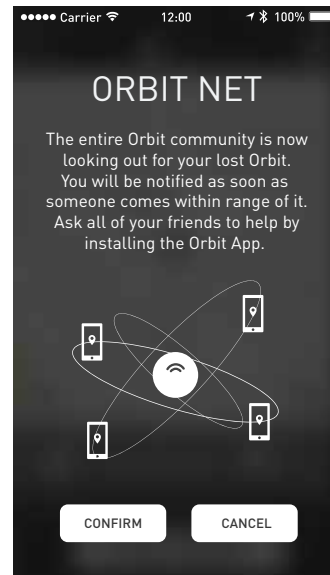 Carrier 12:00 100%
ORBIT NET
The entire Orbit community is now
looking out for your lost Orbit.
You will be notified as soon as
someone comes within range of it.
Ask all of your friends to help by
installing the Orbit App.
CONFIRM CANCEL